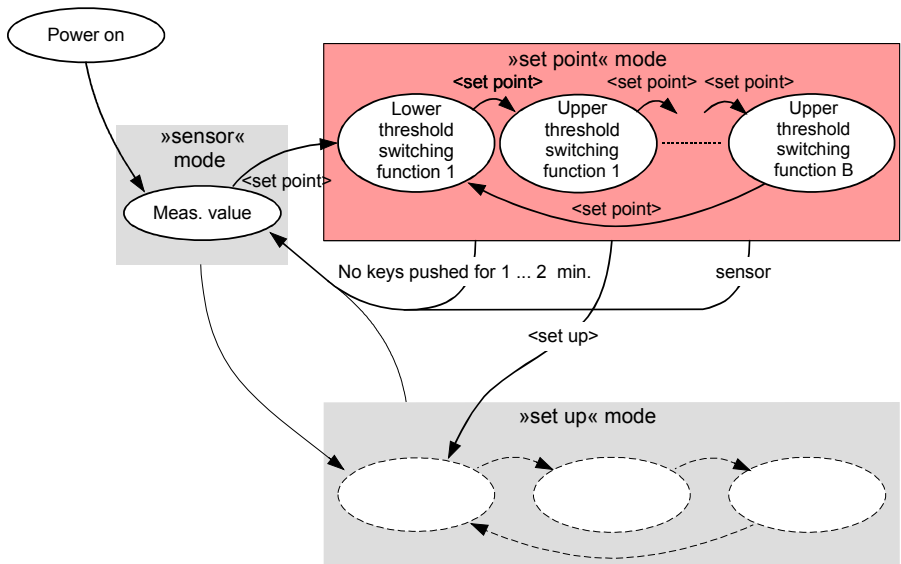 Power on
»set point« mode
<set point>
<set point>
<set point>
Lower
threshold
switching
function 1
Upper
threshold
switching
function 1
Upper
threshold
switching
function B
»sensor«
mode
<set point>
Meas. value
<set point>
No keys pushed for 1 ... 2 min.
sensor
<set up>
»set up« mode